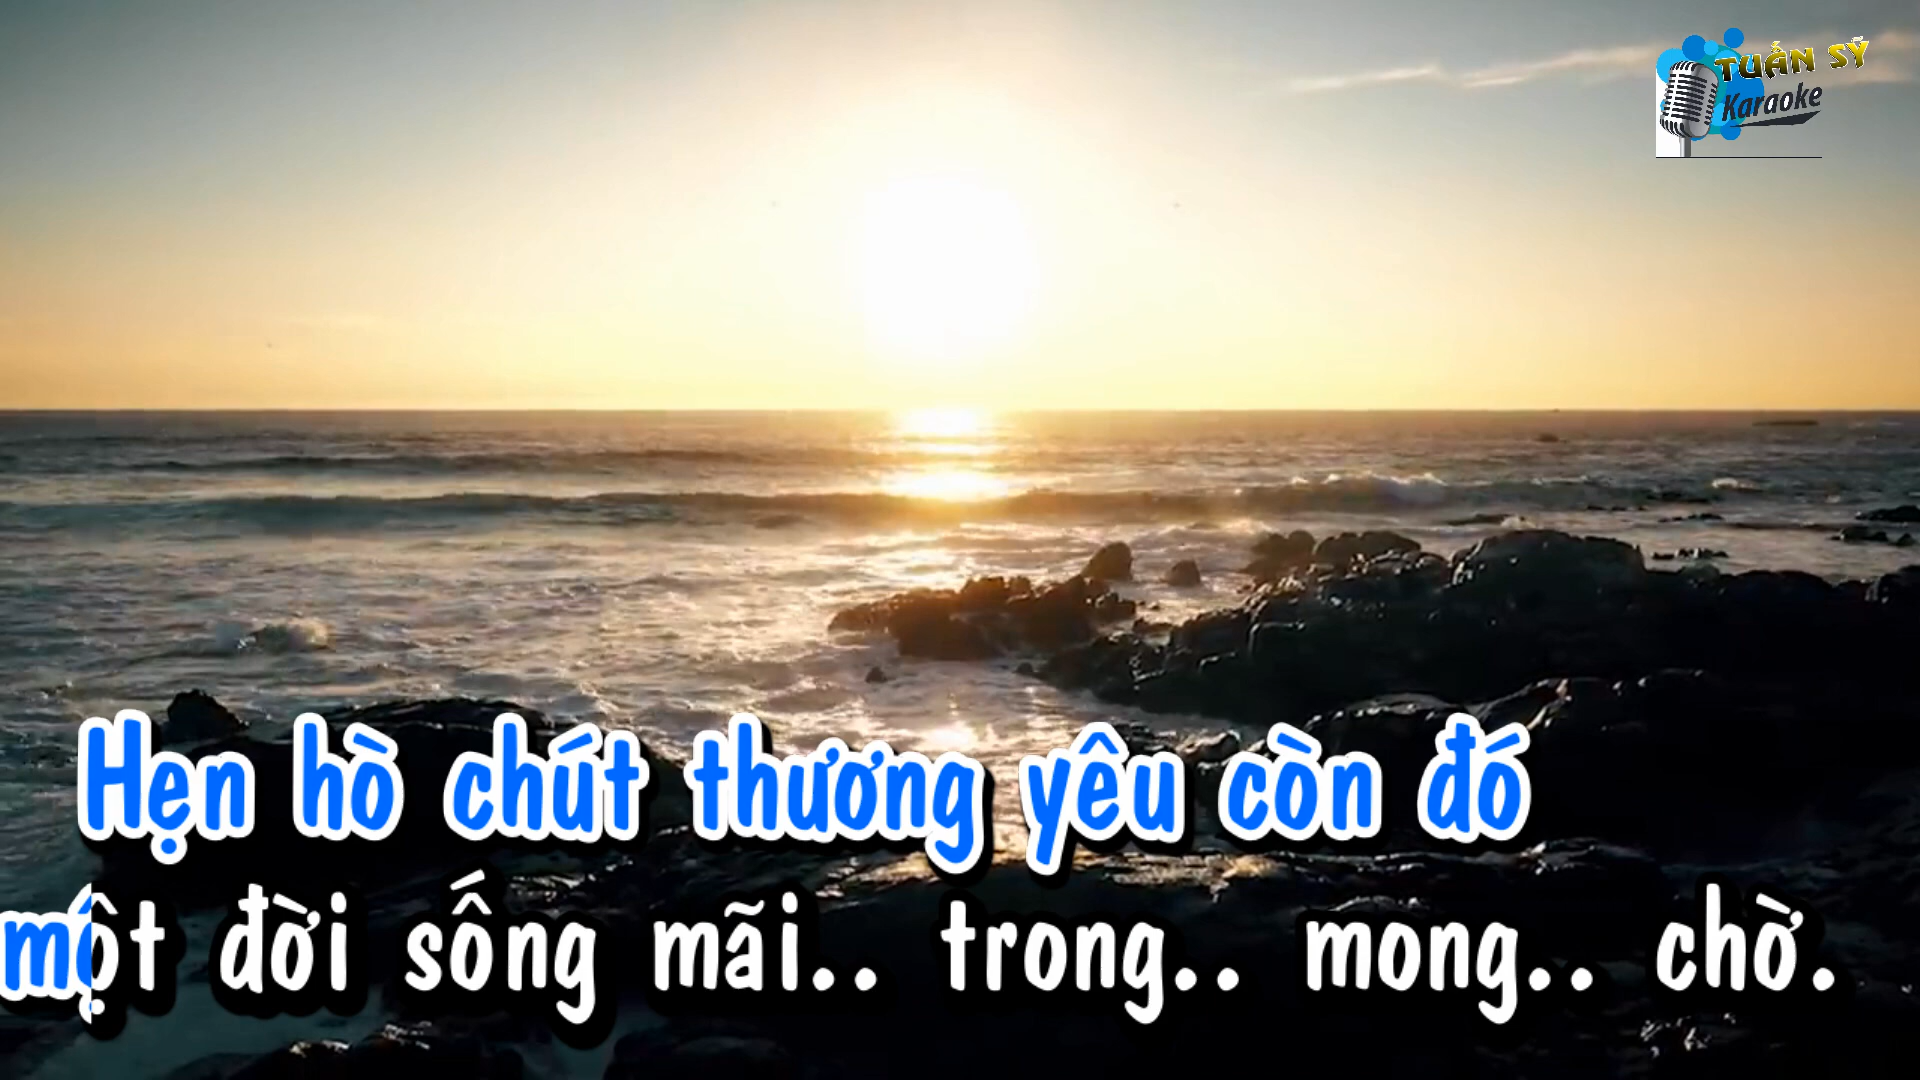 TUẤN SỸ
Karaoke
Hẹn hò chút thương yêu còn đó
một đời sống mãi.. trong.. mong.. chờ.